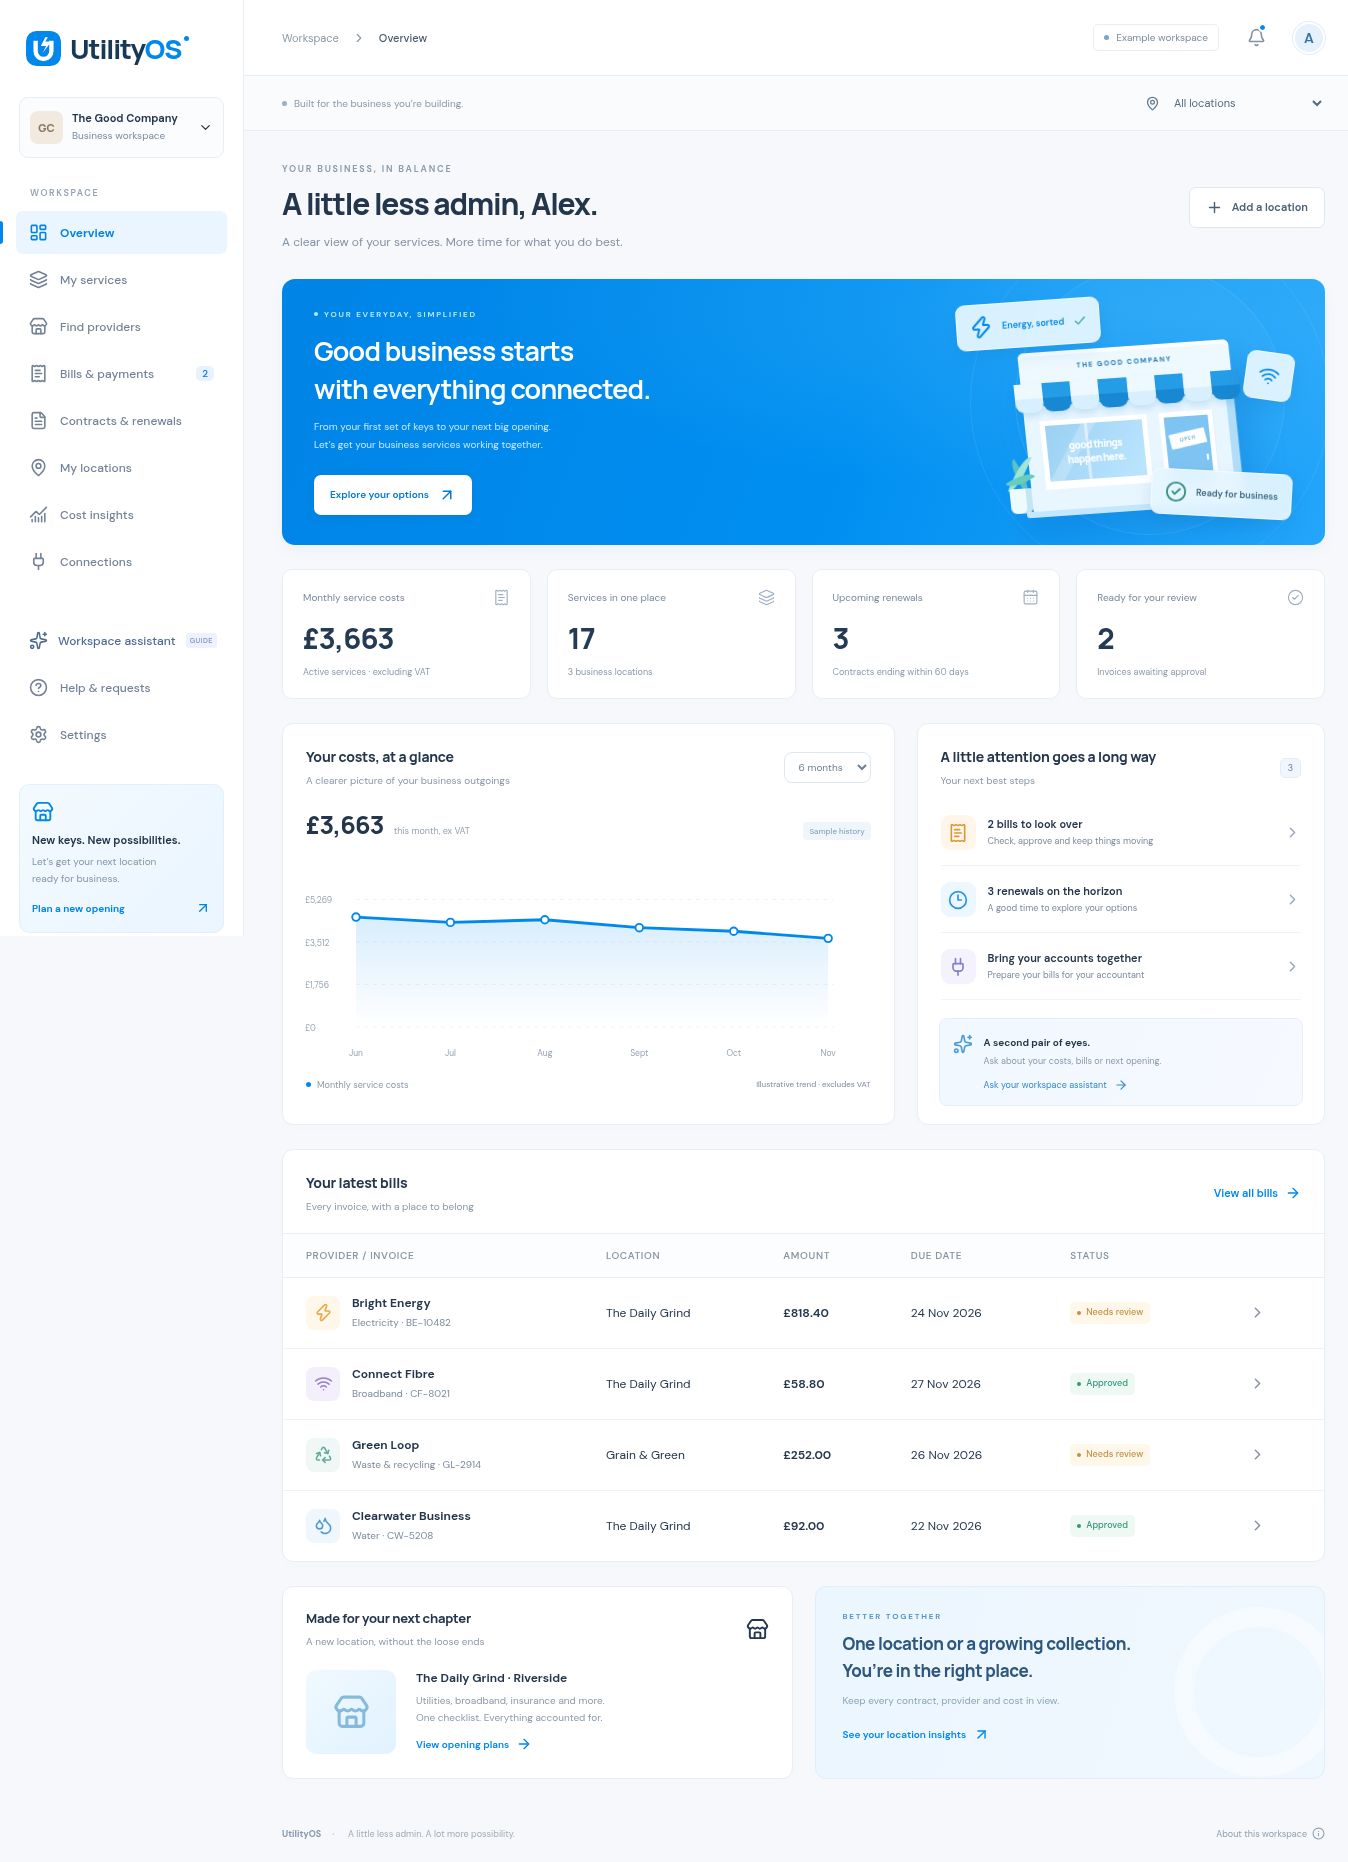 UtilityOS
GC
The Good Company
Business workspace
WORKSPACE
Overview
My services
Find providers
Bills & payments 2
Contracts & renewals
My locations
Cost insights
Connections
Workspace assistant GUIDE
Help & requests
Settings
New keys. New possibilities.
Let's get your next location
ready for business.
Plan a new opening
Workspace Overview
Example workspace
A
Built for the business you're building.
All locations
YOUR BUSINESS, IN BALANCE
A little less admin, Alex.
A clear view of your services. More time for what you do best.
Add a location
YOUR EVERYDAY, SIMPLIFIED
Good business starts
with everything connected.
From your first set of keys to your next big opening.
Let's get your business services working together.
Explore your options
Energy, sorted
THE GOOD COMPANY
good things
happen here.
OPEN
Ready for business
Monthly service costs
£3,663
Active services · excluding VAT
Services in one place
17
3 business locations
Upcoming renewals
3
Contracts ending within 60 days
Ready for your review
2
Invoices awaiting approval
Your costs, at a glance
A clearer picture of your business outgoings
6 months
£3,663 this month, ex VAT
Sample history
£5,269
£3,512
£1,756
£0
Jun Jul Aug Sept Oct Nov
Monthly service costs
Illustrative trend · excludes VAT
A little attention goes a long way
Your next best steps
3
2 bills to look over
Check, approve and keep things moving
3 renewals on the horizon
A good time to explore your options
Bring your accounts together
Prepare your bills for your accountant
A second pair of eyes.
Ask about your costs, bills or next opening.
Ask your workspace assistant
Your latest bills
Every invoice, with a place to belong
View all bills
PROVIDER / INVOICE LOCATION AMOUNT DUE DATE STATUS
Bright Energy
Electricity · BE-10482
The Daily Grind £818.40 24 Nov 2026 Needs review
Connect Fibre
Broadband · CF-8021
The Daily Grind £58.80 27 Nov 2026 Approved
Green Loop
Waste & recycling · GL-2914
Grain & Green £252.00 26 Nov 2026 Needs review
Clearwater Business
Water · CW-5208
The Daily Grind £92.00 22 Nov 2026 Approved
Made for your next chapter
A new location, without the loose ends
The Daily Grind · Riverside
Utilities, broadband, insurance and more.
One checklist. Everything accounted for.
View opening plans
BETTER TOGETHER
One location or a growing collection.
You're in the right place.
Keep every contract, provider and cost in view.
See your location insights
UtilityOS · A little less admin. A lot more possibility.
About this workspace